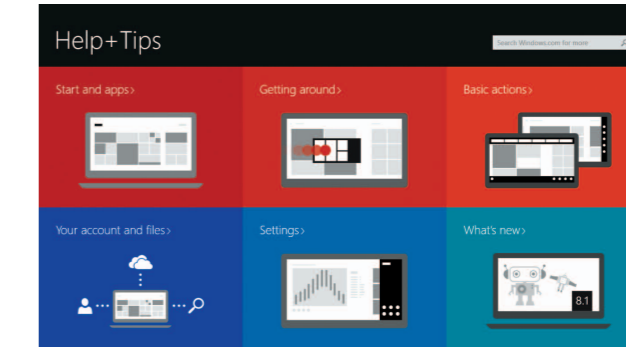 Help+Tips
Search Windows.com for more
Start and apps>
Getting around>
Basic actions>
Your account and files>
Settings>
What's new>
8.1